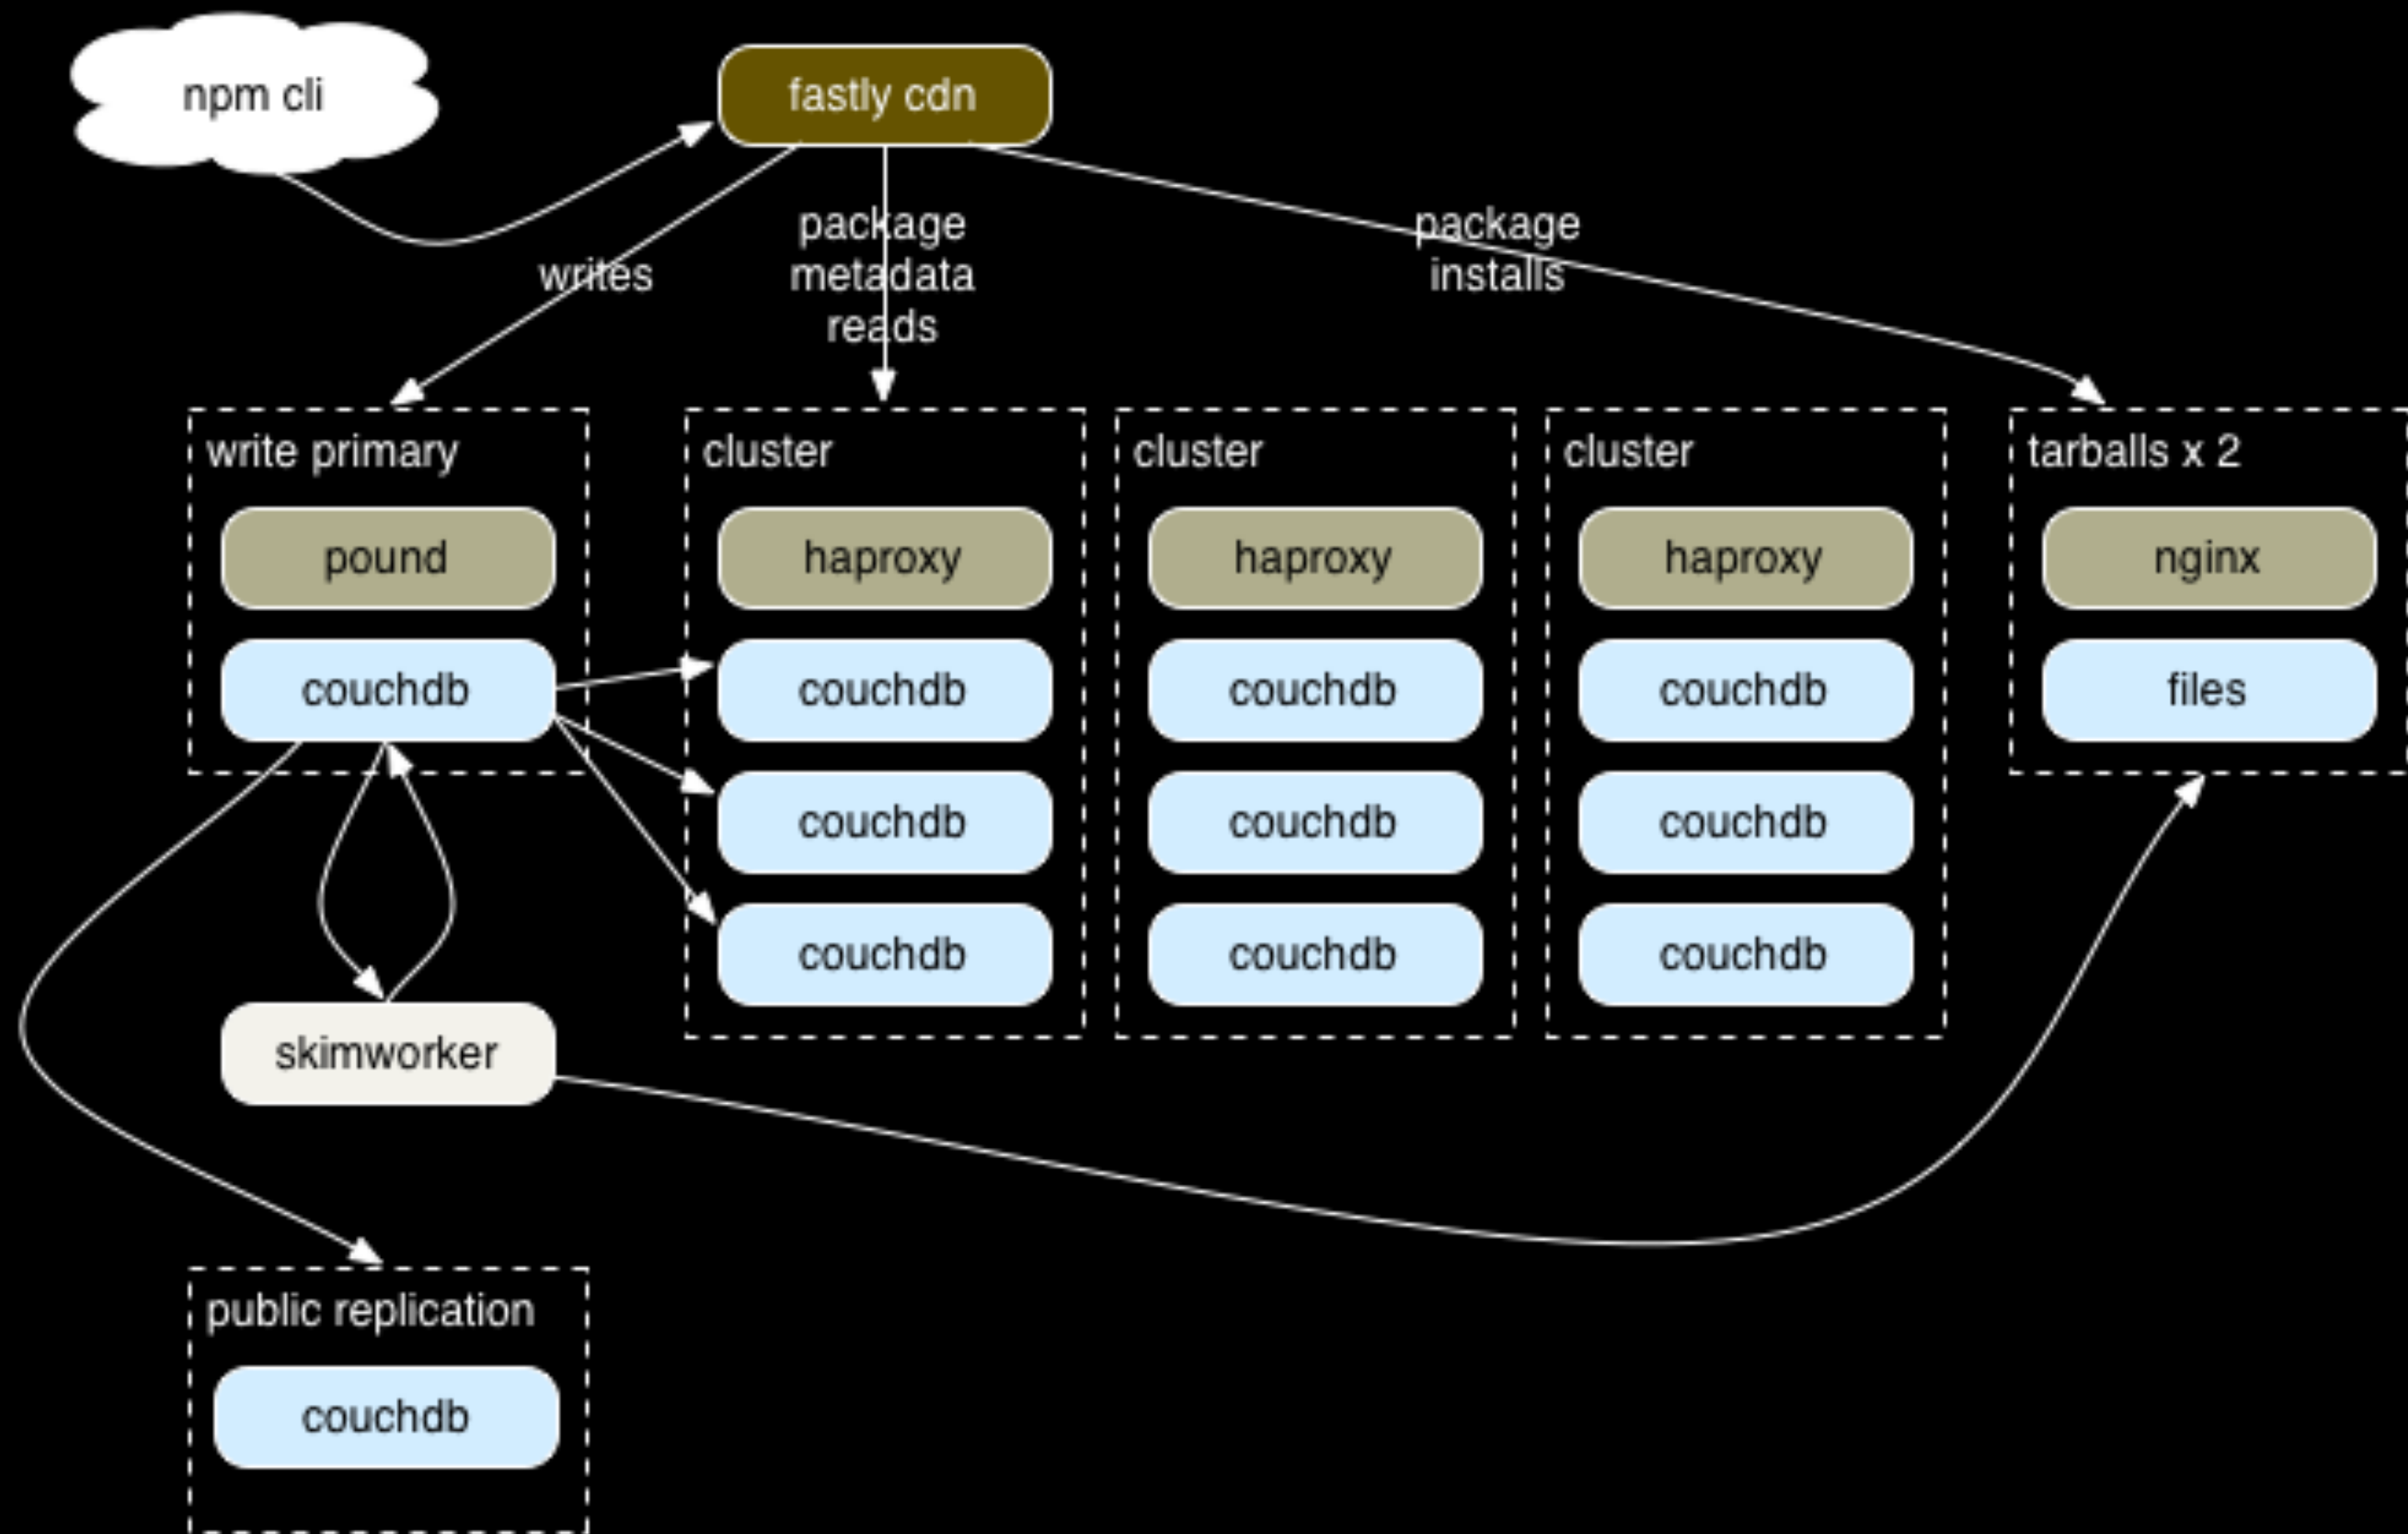 npm cli
fastly cdn
writes
package
metadata
reads
package
installs
write primary
pound
couchdb
cluster
haproxy
couchdb
couchdb
couchdb
cluster
haproxy
couchdb
couchdb
couchdb
cluster
haproxy
couchdb
couchdb
couchdb
tarballs x 2
nginx
files
skimworker
public replication
couchdb